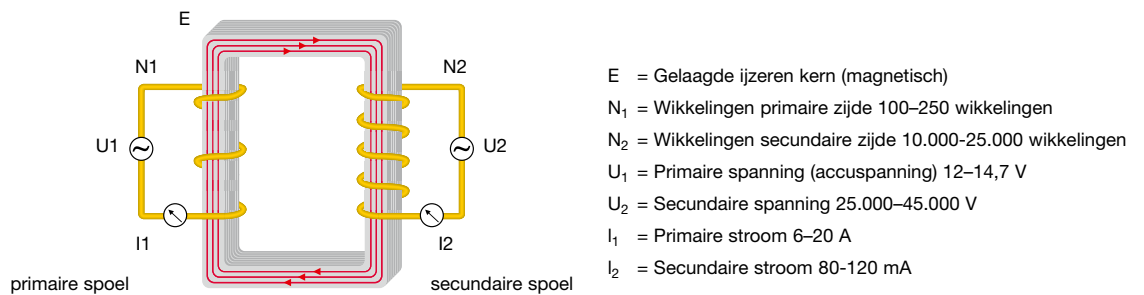 E
N1
N2
U1
U2
I1
I2
primaire spoel
secundaire spoel
E = Gelaagde ijzeren kern (magnetisch)
N₁ = Wikkelingen primaire zijde 100–250 wikkelingen
N₂ = Wikkelingen secundaire zijde 10.000-25.000 wikkelingen
U₁ = Primaire spanning (accuspanning) 12–14,7 V
U₂ = Secundaire spanning 25.000–45.000 V
I₁ = Primaire stroom 6–20 A
I₂ = Secundaire stroom 80-120 mA